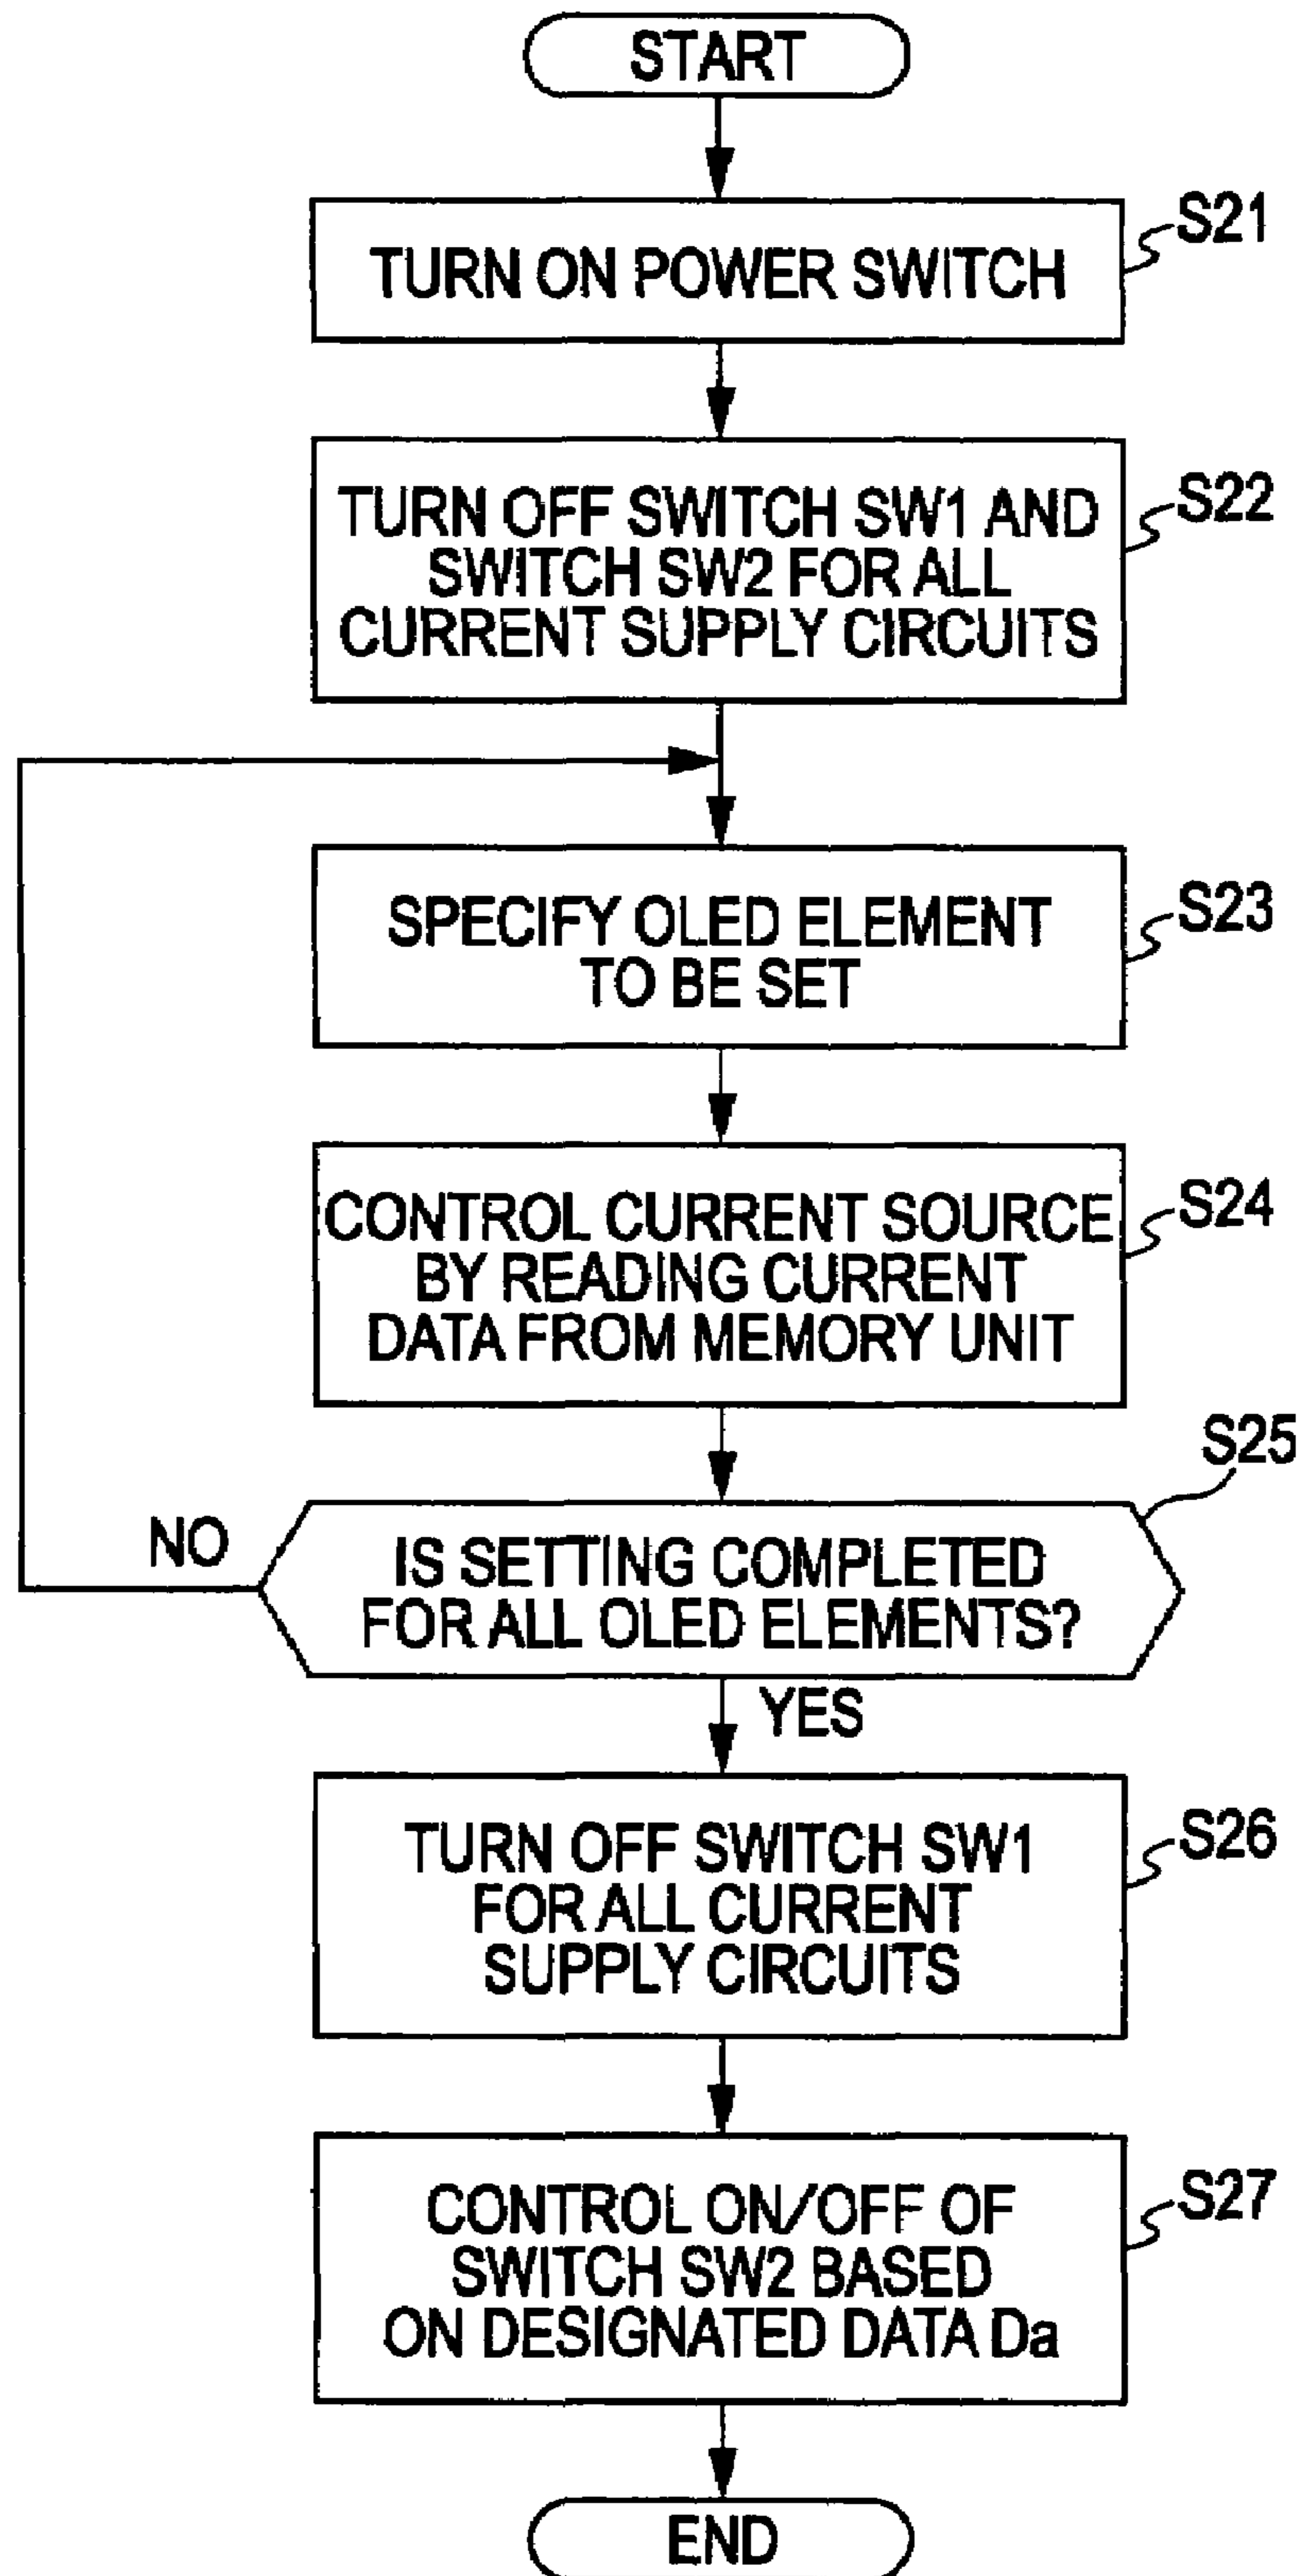 START
TURN ON POWER SWITCH
S21
TURN OFF SWITCH SW1 AND
SWITCH SW2 FOR ALL
CURRENT SUPPLY CIRCUITS
S22
SPECIFY OLED ELEMENT
TO BE SET
S23
CONTROL CURRENT SOURCE
BY READING CURRENT
DATA FROM MEMORY UNIT
S24
S25
NO
IS SETTING COMPLETED
FOR ALL OLED ELEMENTS?
YES
TURN OFF SWITCH SW1
FOR ALL CURRENT
SUPPLY CIRCUITS
S26
CONTROL ON/OFF OF
SWITCH SW2 BASED
ON DESIGNATED DATA Da
S27
END